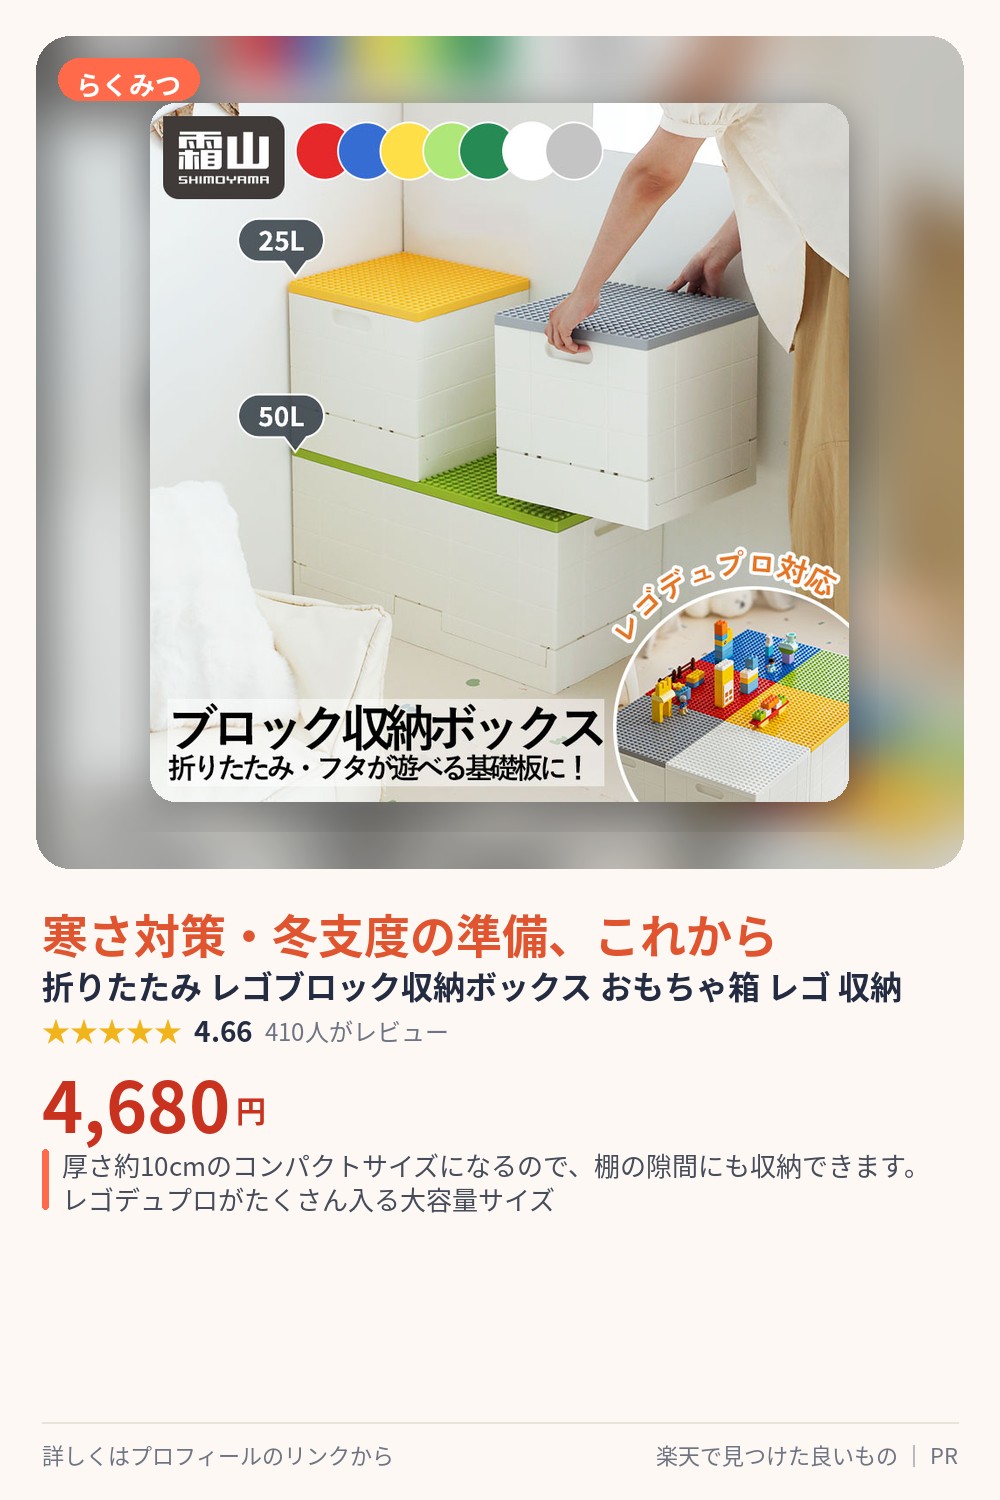 らくみつ
霜山
SHIMOYAMA
25L
50L
レゴデュプロ対応
ブロック収納ボックス
折りたたみ・フタが遊べる基礎板に！
寒さ対策・冬支度の準備、これから
折りたたみ レゴブロック収納ボックス おもちゃ箱 レゴ 収納
★★★★★ 4.66 410人がレビュー
4,680円
厚さ約10cmのコンパクトサイズになるので、棚の隙間にも収納できます。
レゴデュプロがたくさん入る大容量サイズ
詳しくはプロフィールのリンクから
楽天で見つけた良いもの｜PR